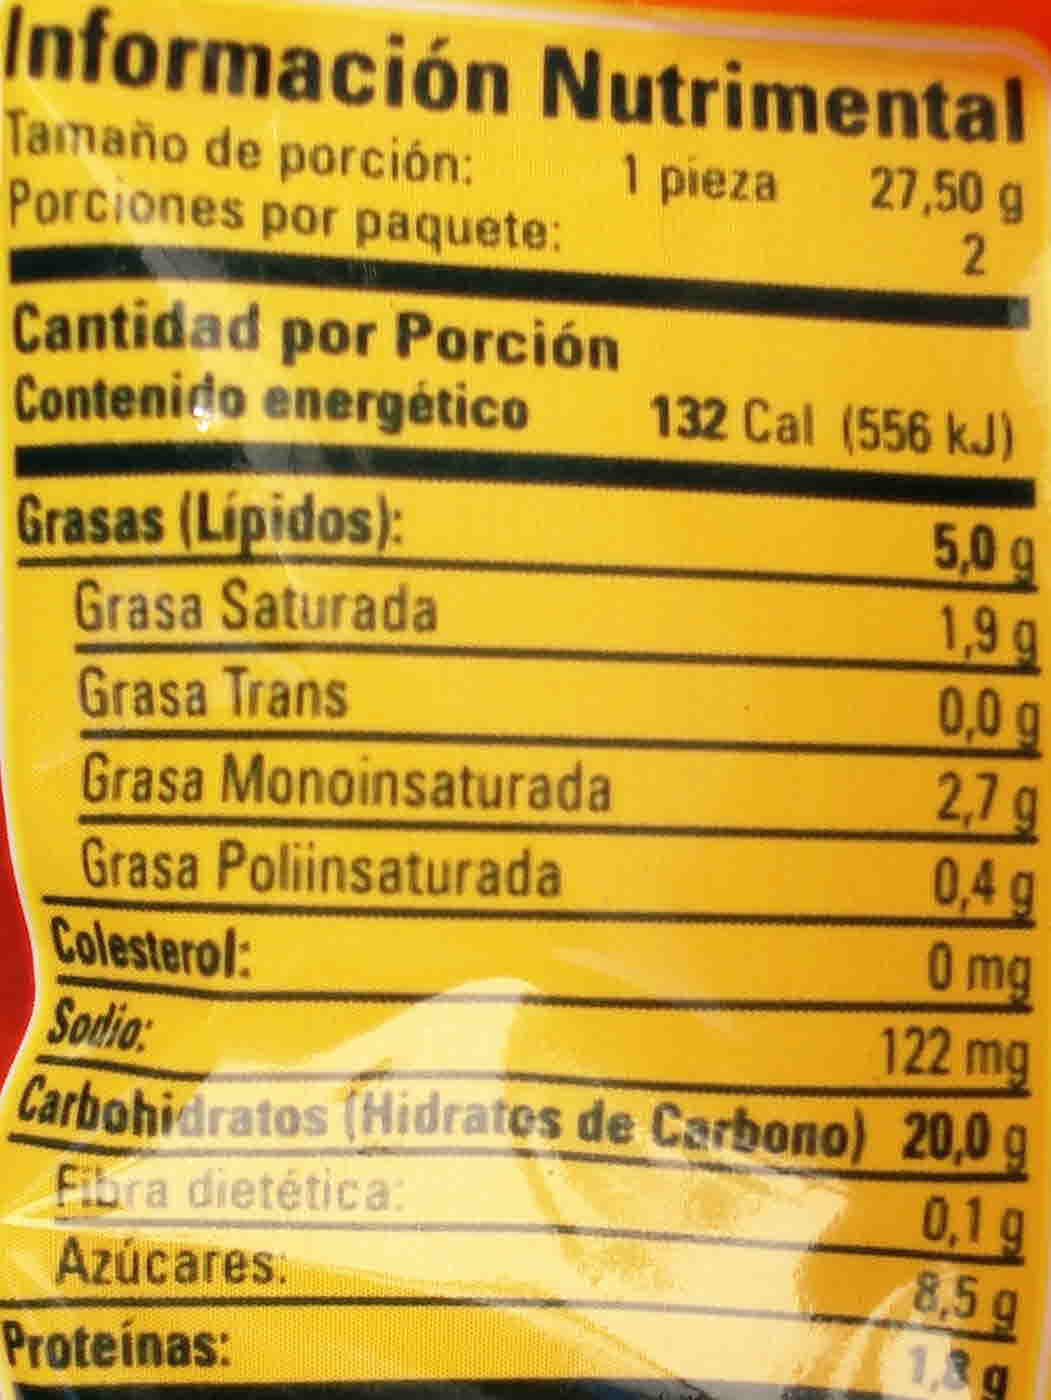 Información Nutrimental
Tamaño de porción: 1 pieza 27,50 g
Porciones por paquete: 2
Cantidad por Porción
Contenido energético 132 Cal (556 kJ)
Grasas (Lípidos): 5,0 g
Grasa Saturada 1,9 g
Grasa Trans 0,0 g
Grasa Monoinsaturada 2,7 g
Grasa Poliinsaturada 0,4 g
Colesterol: 0 mg
Sodio: 122 mg
Carbohidratos (Hidratos de Carbono) 20,0 g
Fibra dietética: 0,1 g
Azúcares: 8,5 g
Proteínas: 1,8 g